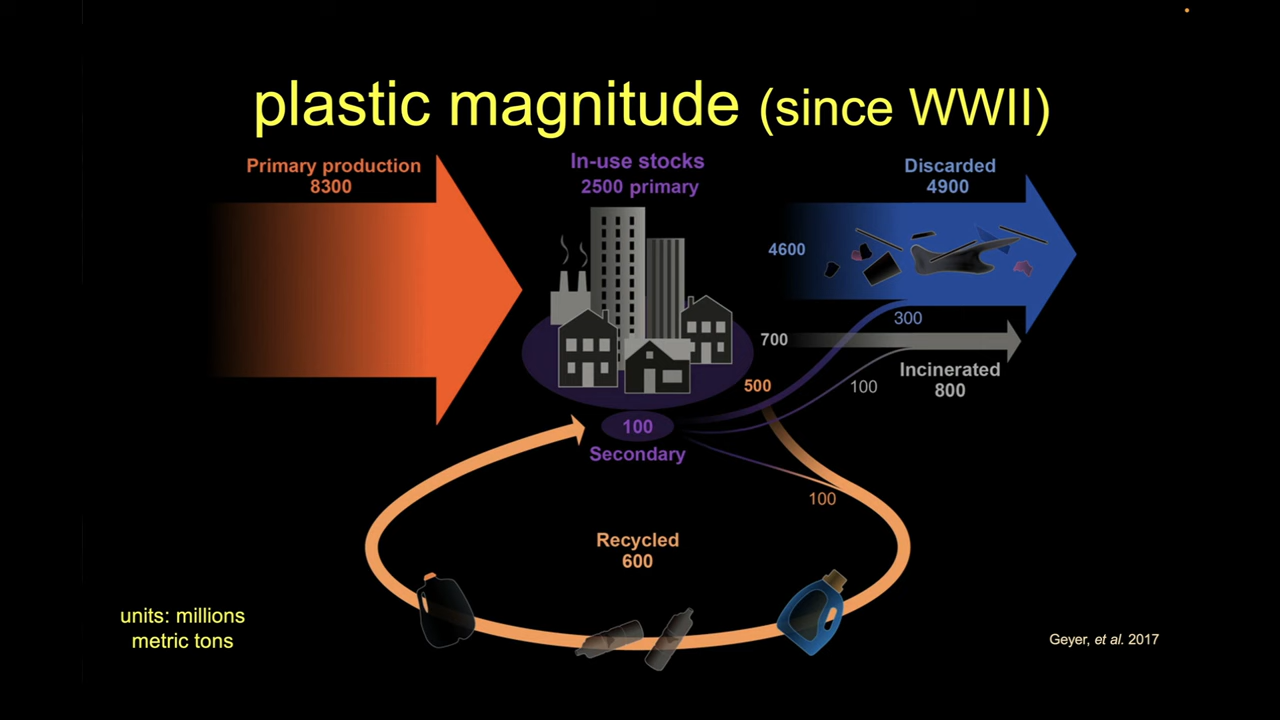 plastic magnitude (since WWII)
Primary production
8300
In-use stocks
2500 primary
Discarded
4900
4600
300
700
Incinerated
800
500
100
100
Secondary
100
Recycled
600
units: millions
metric tons
Geyer, et al. 2017